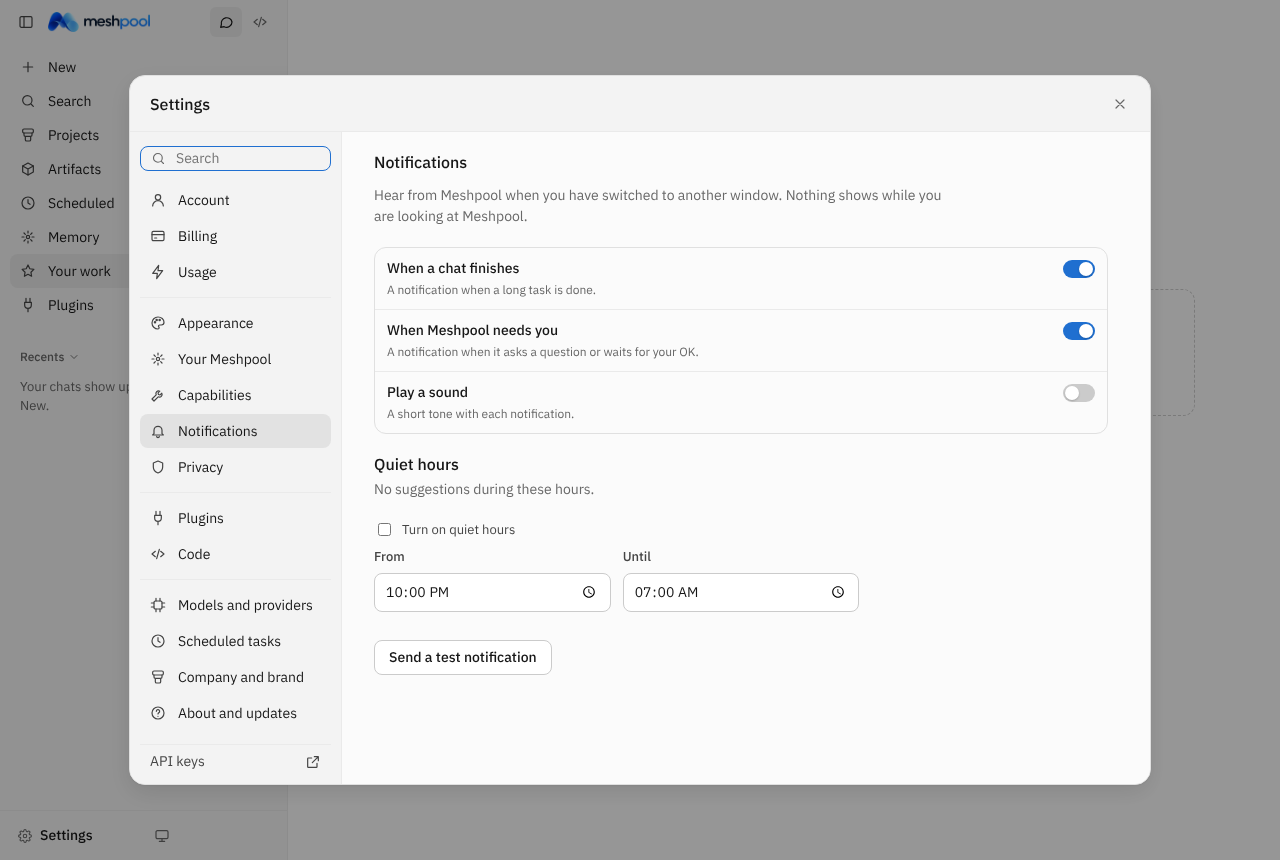 meshpool
New
Search
Projects
Artifacts
Scheduled
Memory
Your work
Plugins
Recents
Your chats show up
New.
Settings
Settings
Search
Account
Billing
Usage
Appearance
Your Meshpool
Capabilities
Notifications
Privacy
Plugins
Code
Models and providers
Scheduled tasks
Company and brand
About and updates
API keys
Notifications
Hear from Meshpool when you have switched to another window. Nothing shows while you
are looking at Meshpool.
When a chat finishes
A notification when a long task is done.
When Meshpool needs you
A notification when it asks a question or waits for your OK.
Play a sound
A short tone with each notification.
Quiet hours
No suggestions during these hours.
Turn on quiet hours
From Until
10:00 PM 07:00 AM
Send a test notification